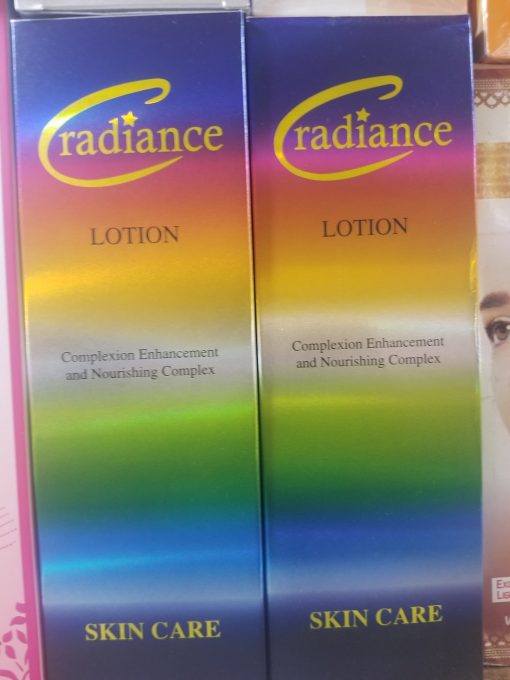 radiance
LOTION
Complexion Enhancement
and Nourishing Complex
SKIN CARE
radiance
LOTION
Complexion Enhancement
and Nourishing Complex
SKIN CARE